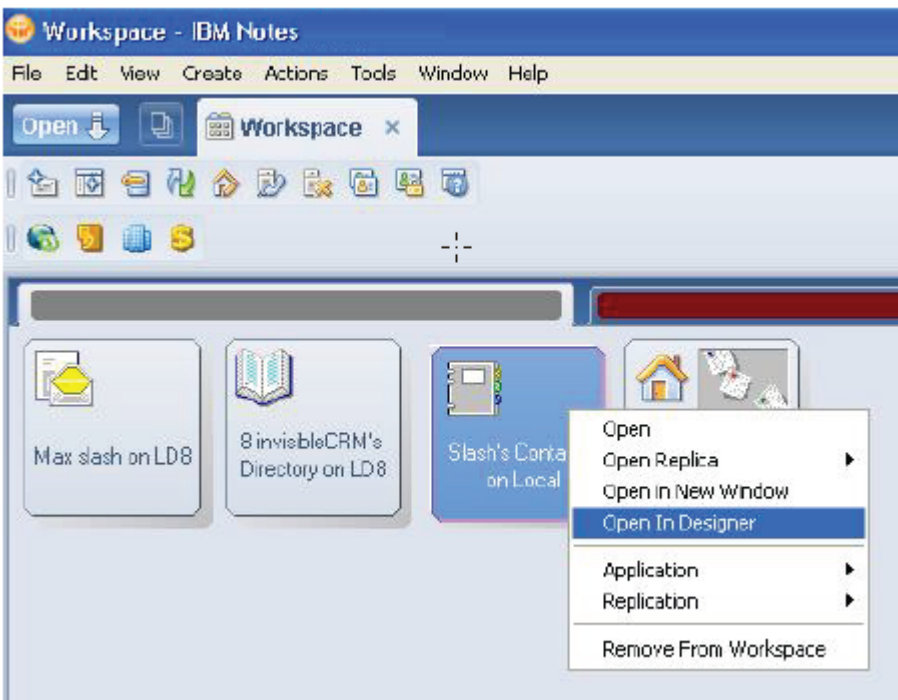 Workspace - IBM Notes
File Edit View Create Actions Tools Window Help
Open
Workspace ×
Max slash on LD8
8 invisibleCRM's
Directory on LD8
Slash's Conta
on Local
Open
Open Replica
Open in New Window
Open In Designer
Application
Replication
Remove From Workspace